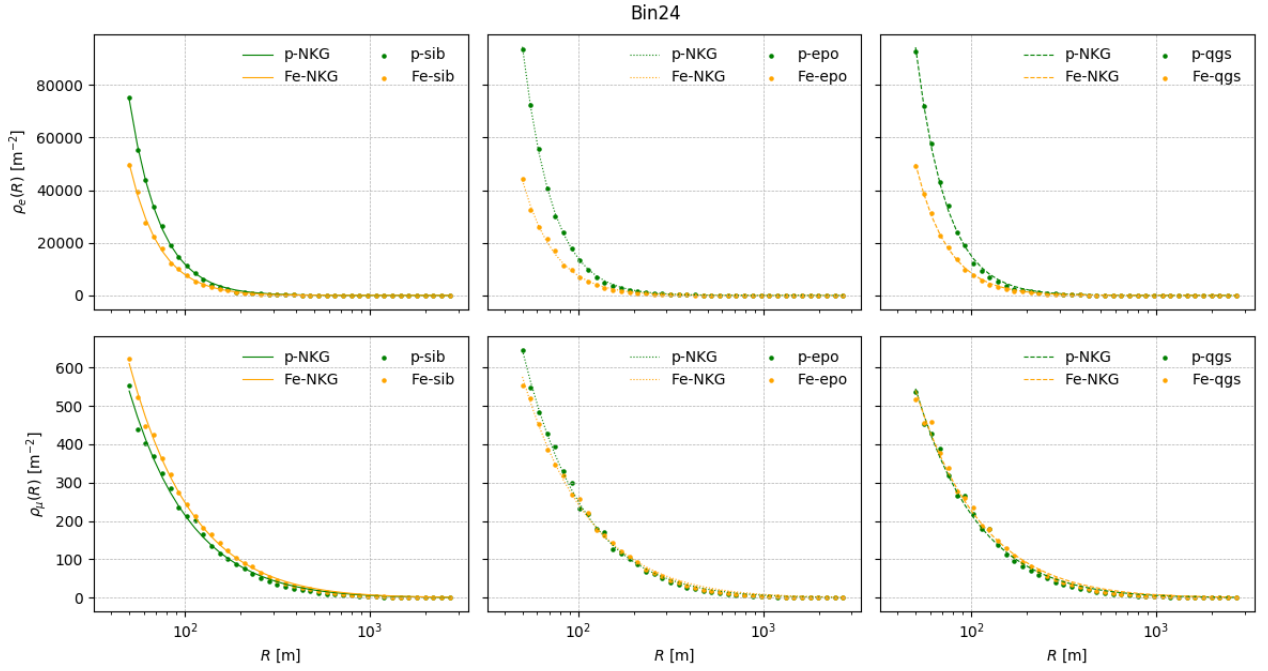 Bin24
p-NKG p-sib
Fe-NKG Fe-sib
p-NKG p-epo
Fe-NKG Fe-epo
p-NKG p-qgs
Fe-NKG Fe-qgs
80000
60000
40000
20000
0
ρₑ(R) [m⁻²]
p-NKG p-sib
Fe-NKG Fe-sib
p-NKG p-epo
Fe-NKG Fe-epo
p-NKG p-qgs
Fe-NKG Fe-qgs
600
500
400
300
200
100
0
ρ_μ(R) [m⁻²]
10² 10³
10² 10³
10² 10³
R [m]
R [m]
R [m]